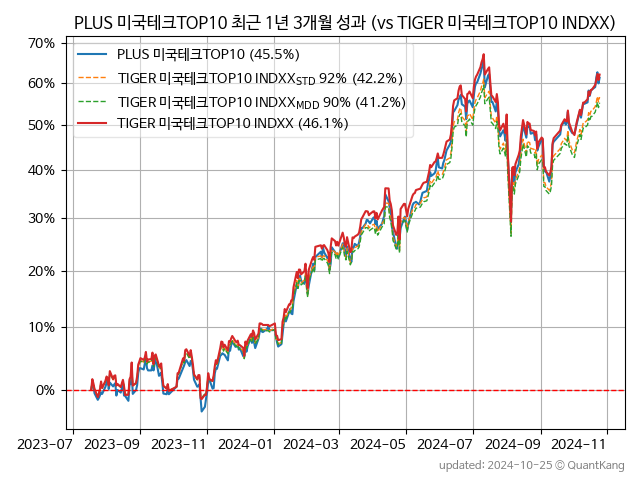 PLUS 미국테크TOP10 최근 1년 3개월 성과 (vs TIGER 미국테크TOP10 INDXX)
70%
60%
50%
40%
30%
20%
10%
0%
PLUS 미국테크TOP10 (45.5%)
TIGER 미국테크TOP10 INDXX_STD 92% (42.2%)
TIGER 미국테크TOP10 INDXX_MDD 90% (41.2%)
TIGER 미국테크TOP10 INDXX (46.1%)
2023-07 2023-09 2023-11 2024-01 2024-03 2024-05 2024-07 2024-09 2024-11
updated: 2024-10-25 © QuantKang